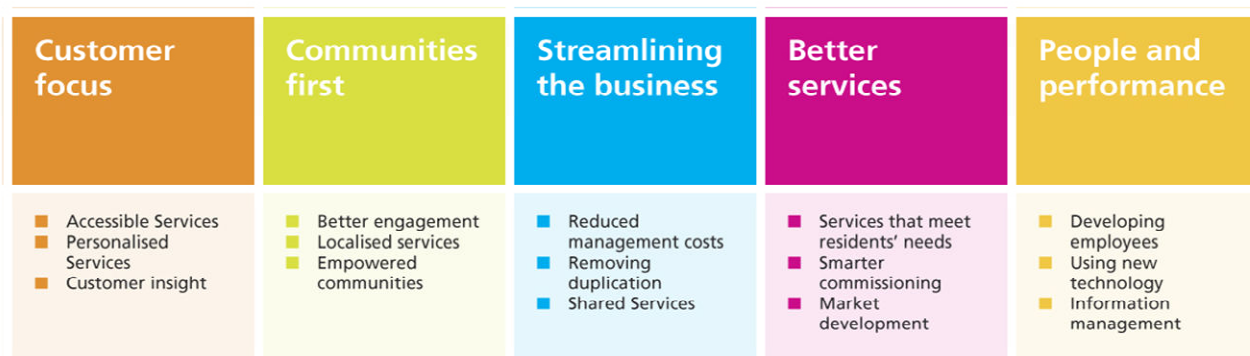 Customer
focus
Accessible Services
Personalised
Services
Customer insight
Communities
first
Better engagement
Localised services
Empowered
communities
Streamlining
the business
Reduced
management costs
Removing
duplication
Shared Services
Better
services
Services that meet
residents’ needs
Smarter
commissioning
Market
development
People and
performance
Developing
employees
Using new
technology
Information
management